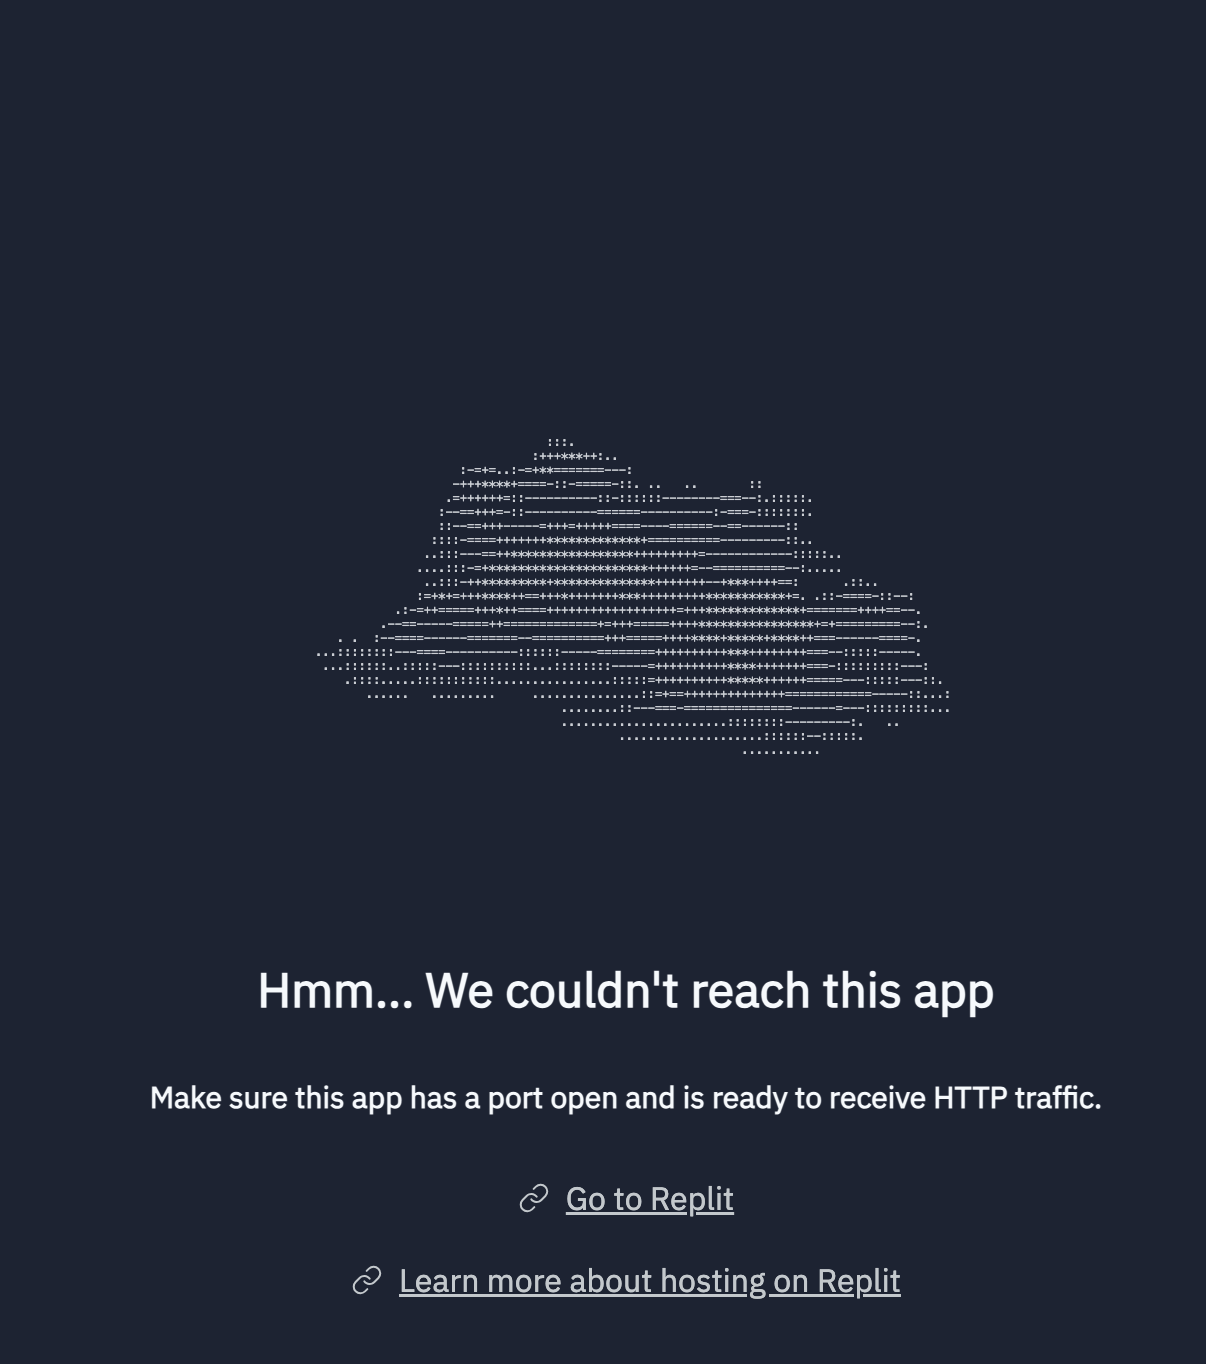 Hmm... We couldn't reach this app
Make sure this app has a port open and is ready to receive HTTP traffic.
Go to Replit
Learn more about hosting on Replit